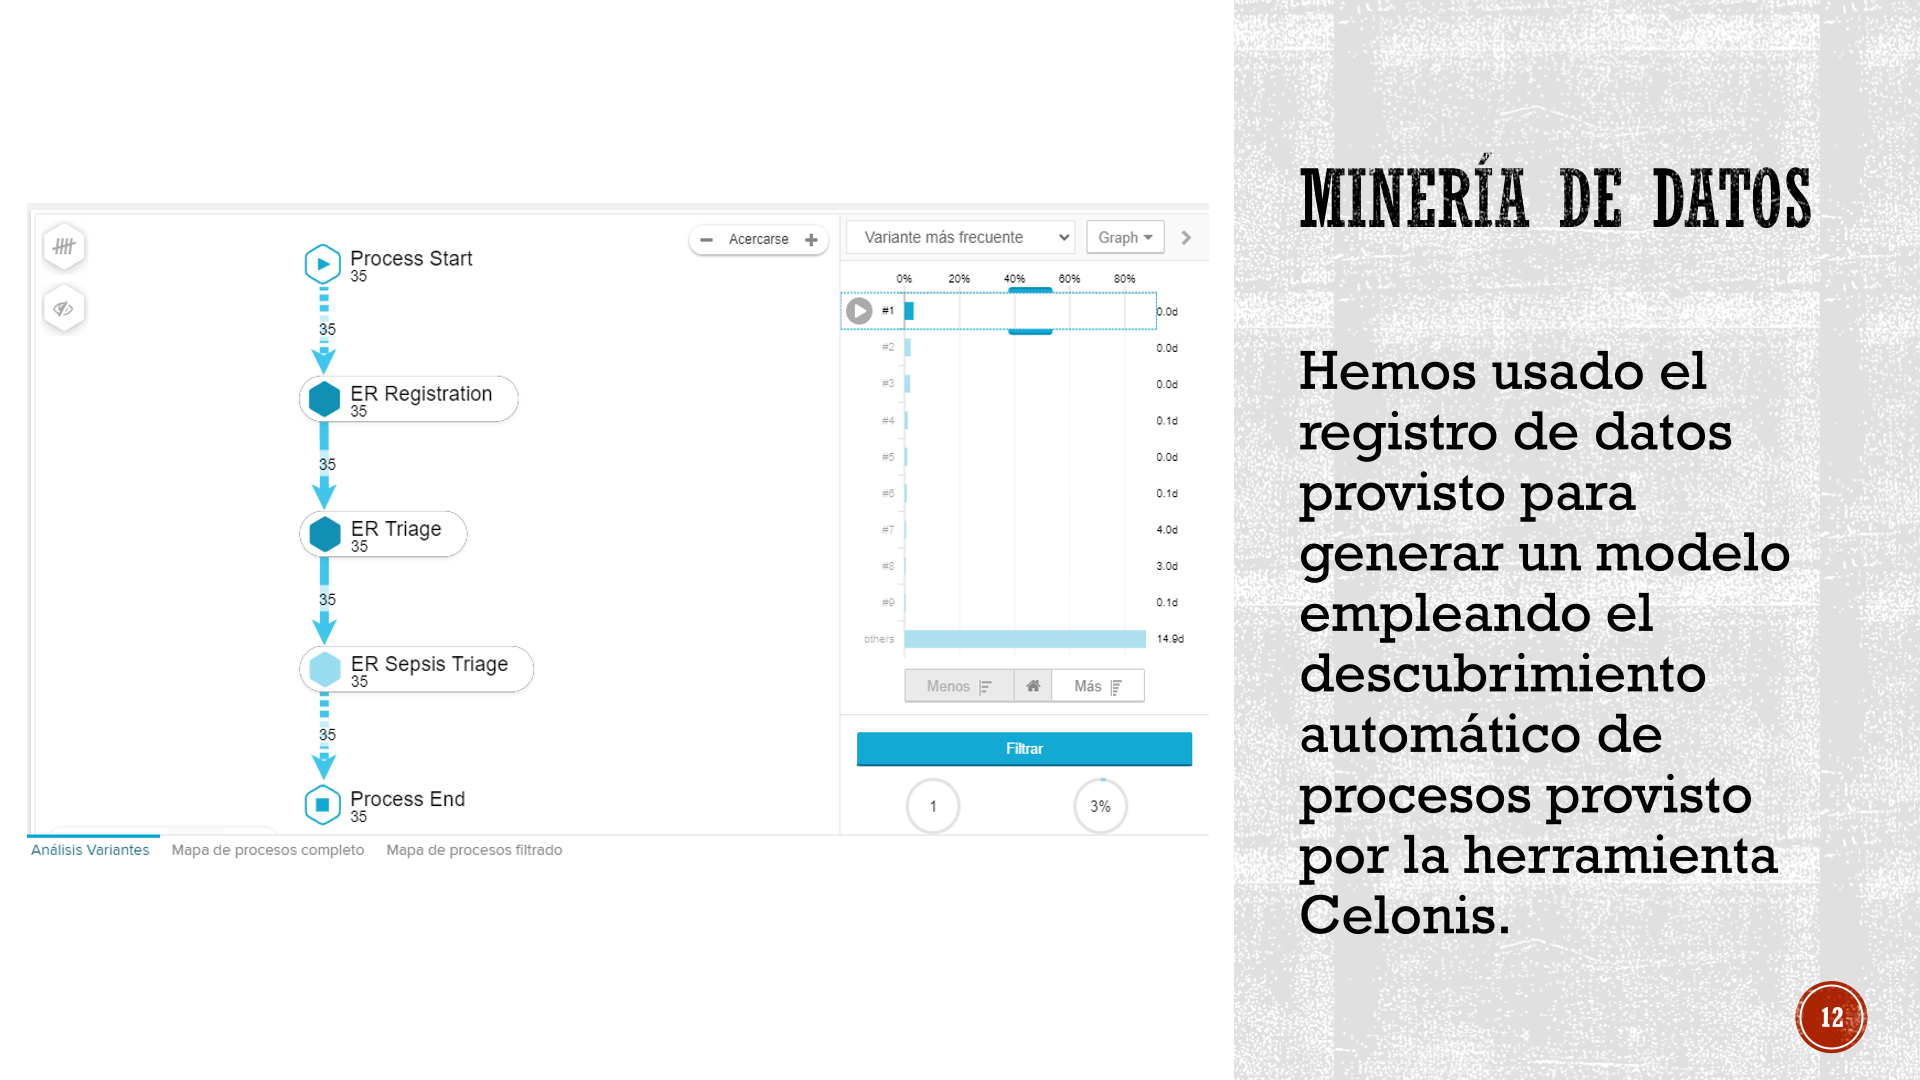 MINERÍA DE DATOS
Hemos usado el
registro de datos
provisto para
generar un modelo
empleando el
descubrimiento
automático de
procesos provisto
por la herramienta
Celonis.
12
Process Start
35
35
ER Registration
35
35
ER Triage
35
35
ER Sepsis Triage
35
35
Process End
35
Acercarse
Variante más frecuente
Graph
0% 20% 40% 60% 80%
#1 0.0d
#2 0.0d
#3 0.0d
#4 0.1d
#5 0.0d
#6 0.1d
#7 4.0d
#8 3.0d
#9 0.1d
others 14.9d
Menos Más
Filtrar
1 3%
Análisis Variantes Mapa de procesos completo Mapa de procesos filtrado